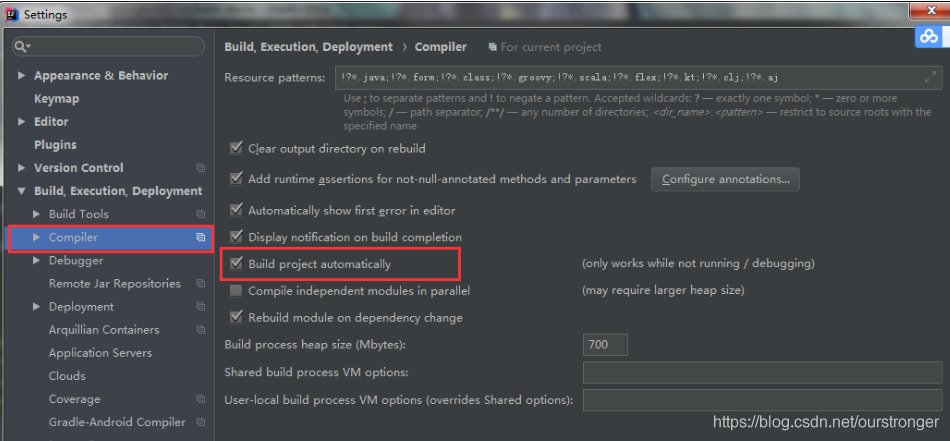 Settings
Build, Execution, Deployment › Compiler For current project
Appearance & Behavior
Keymap
Editor
Plugins
Version Control
Build, Execution, Deployment
Build Tools
Compiler
Debugger
Remote Jar Repositories
Deployment
Arquillian Containers
Application Servers
Clouds
Coverage
Gradle-Android Compiler
Resource patterns: !?*.java;!?*.form;!?*.class;!?*.groovy;!?*.scala;!?*.flex;!?*.kt;!?*.clj;!?*.aj
Use ; to separate patterns and ! to negate a pattern. Accepted wildcards: ? — exactly one symbol; * — zero or more
symbols; / — path separator; /**/ — any number of directories; <dir_name>:<pattern> — restrict to source roots with the
specified name
Clear output directory on rebuild
Add runtime assertions for not-null-annotated methods and parameters Configure annotations...
Automatically show first error in editor
Display notification on build completion
Build project automatically (only works while not running / debugging)
Compile independent modules in parallel (may require larger heap size)
Rebuild module on dependency change
Build process heap size (Mbytes): 700
Shared build process VM options:
User-local build process VM options (overrides Shared options):
https://blog.csdn.net/ourstronger